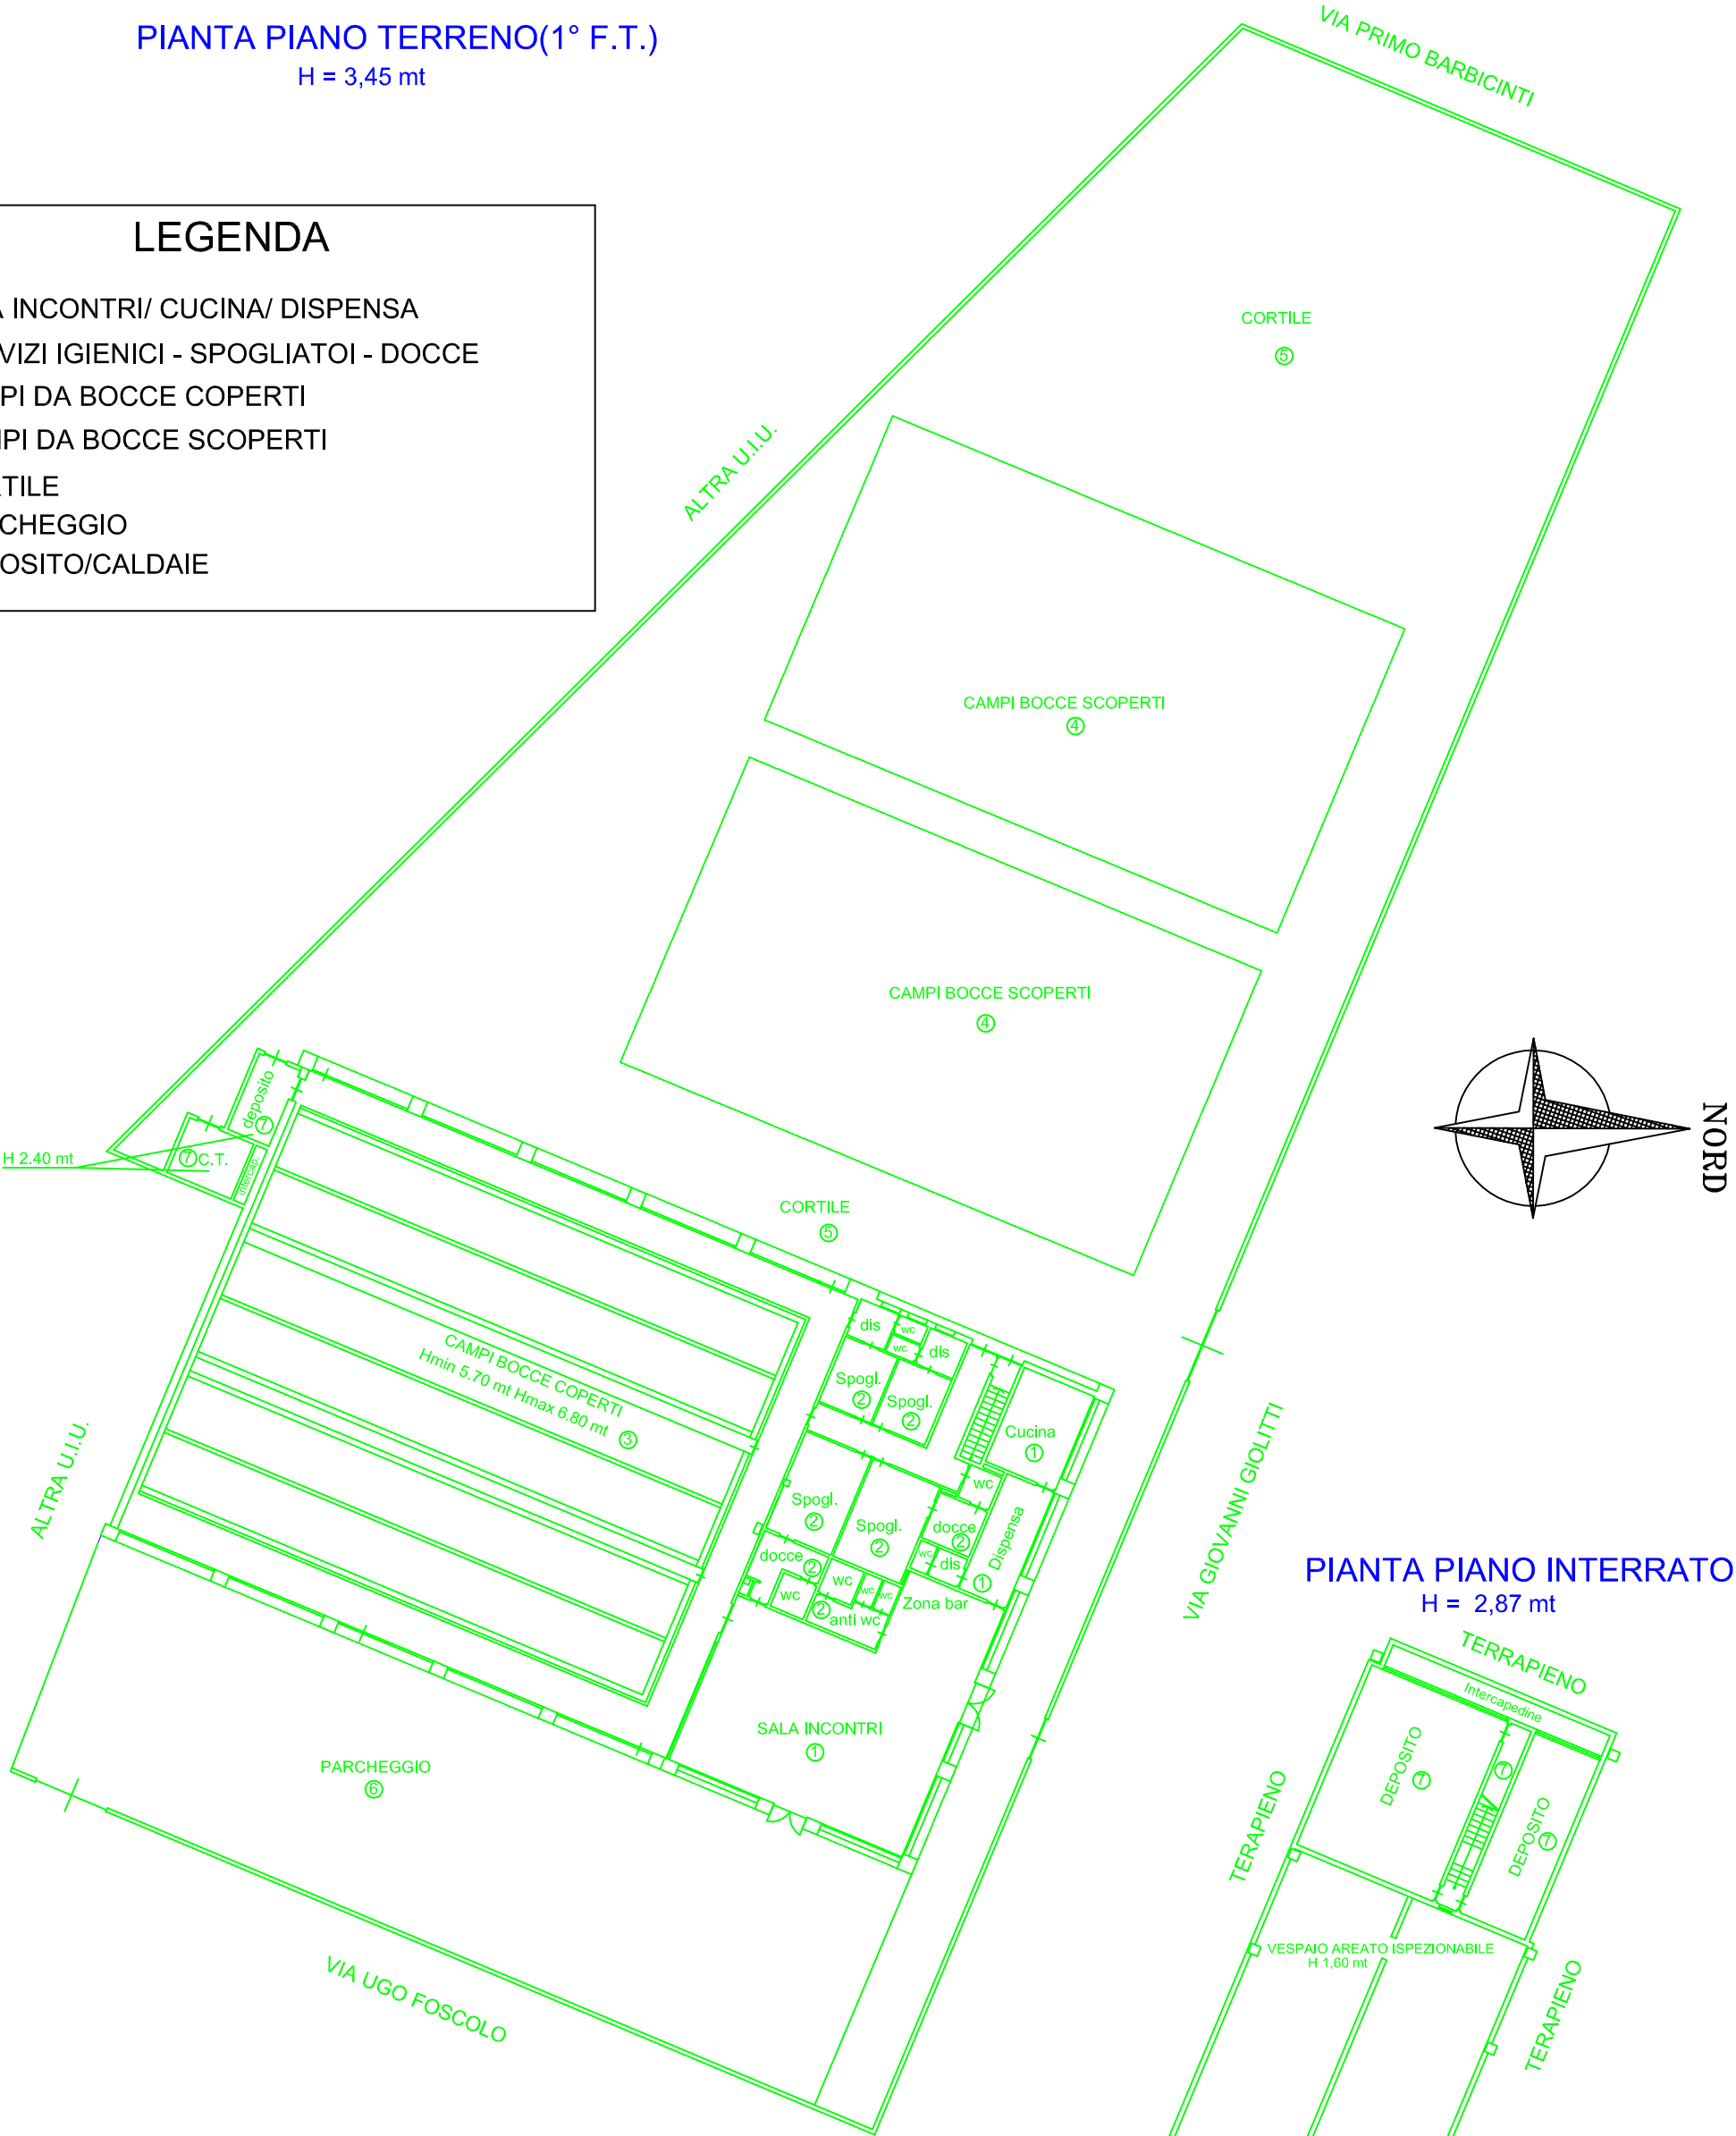 PIANTA PIANO TERRENO(1° F.T.)
H = 3,45 mt
VIA PRIMO BARBICINTI
LEGENDA
A INCONTRI/ CUCINA/ DISPENSA
VIZI IGIENICI - SPOGLIATOI - DOCCE
PI DA BOCCE COPERTI
PI DA BOCCE SCOPERTI
TILE
CHEGGIO
OSITO/CALDAIE
CORTILE
5
ALTRA U.I.U.
CAMPI BOCCE SCOPERTI
4
CAMPI BOCCE SCOPERTI
4
NORD
deposito
7
7 C.T.
intercap.
H 2.40 mt
CORTILE
5
dis
wc
wc
dis
Spogl.
2
Spogl.
2
CAMPI BOCCE COPERTI
Hmin 5.70 mt Hmax 6.80 mt 3
Cucina
1
wc
Spogl.
2
Spogl.
2
docce
2
Dispensa
1
wc
dis
docce 2
wc
wc
wc
wc
2
anti wc
Zona bar
ALTRA U.I.U.
VIA GIOVANNI GIOLITTI
SALA INCONTRI
1
PARCHEGGIO
6
VIA UGO FOSCOLO
PIANTA PIANO INTERRATO
H = 2,87 mt
TERRAPIENO
Intercapedine
DEPOSITO
7
7
DEPOSITO
7
TERAPIENO
VESPAIO AREATO ISPEZIONABILE
H 1,60 mt
TERAPIENO